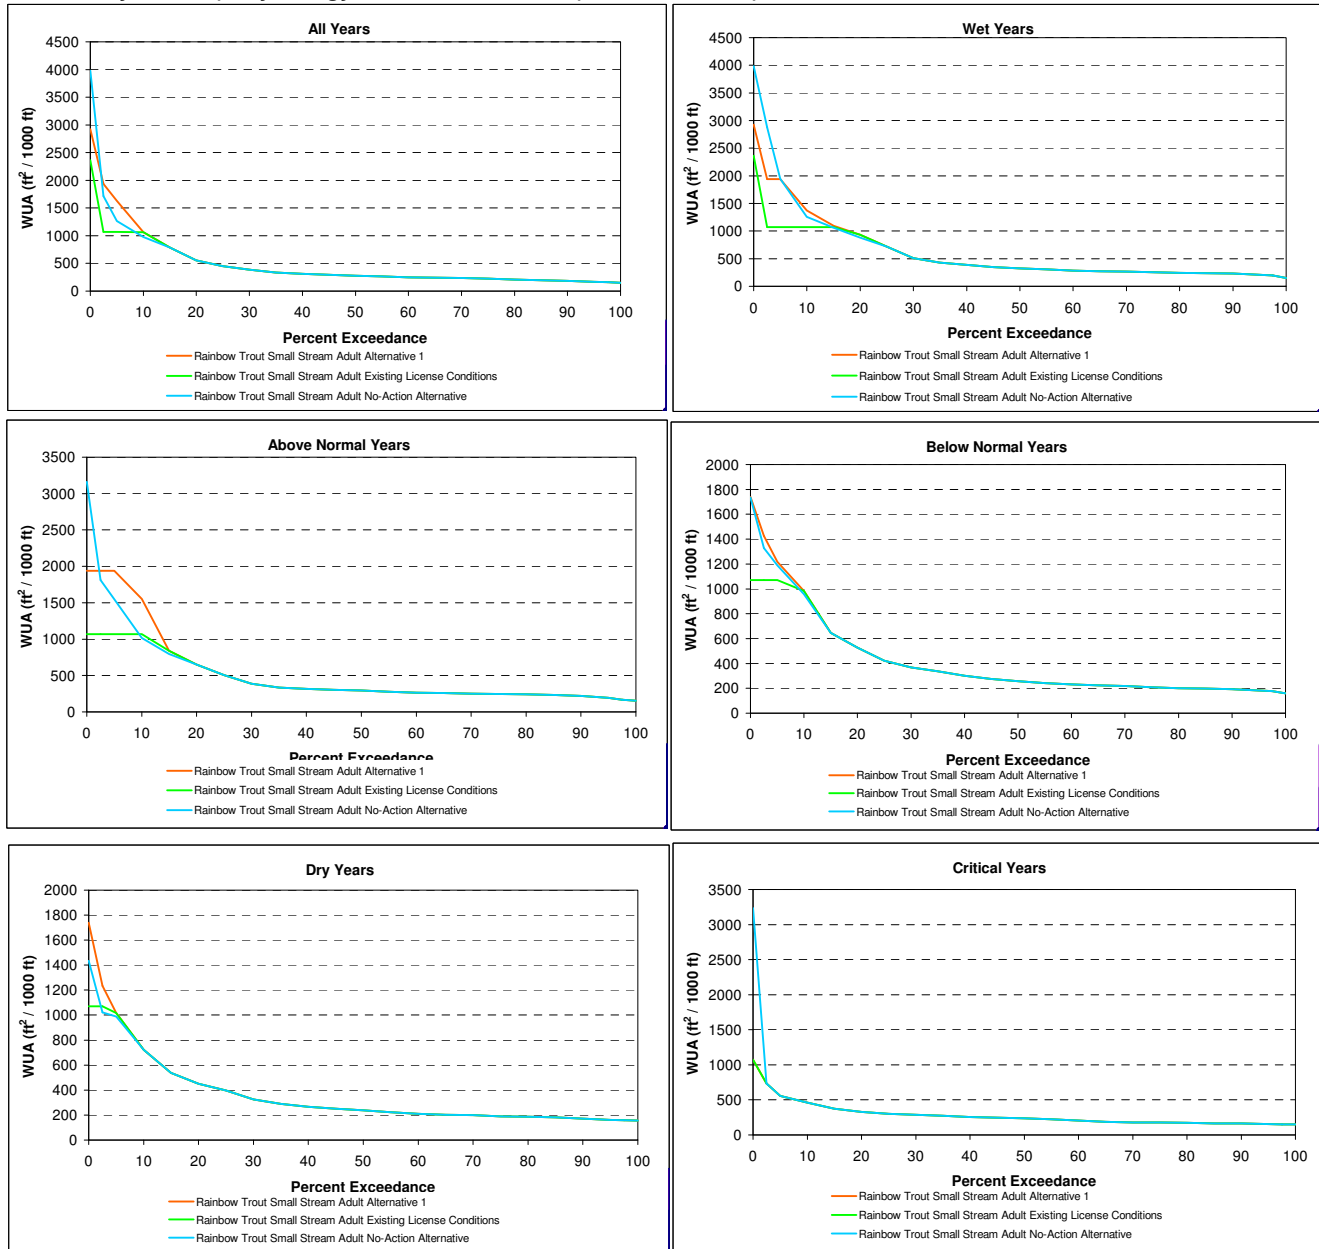 All Years
WUA (ft² / 1000 ft)
4500
4000
3500
3000
2500
2000
1500
1000
500
0
0 10 20 30 40 50 60 70 80 90 100
Percent Exceedance
Rainbow Trout Small Stream Adult Alternative 1
Rainbow Trout Small Stream Adult Existing License Conditions
Rainbow Trout Small Stream Adult No-Action Alternative
Wet Years
WUA (ft² / 1000 ft)
4500
4000
3500
3000
2500
2000
1500
1000
500
0
0 10 20 30 40 50 60 70 80 90 100
Percent Exceedance
Rainbow Trout Small Stream Adult Alternative 1
Rainbow Trout Small Stream Adult Existing License Conditions
Rainbow Trout Small Stream Adult No-Action Alternative
Above Normal Years
WUA (ft² / 1000 ft)
3500
3000
2500
2000
1500
1000
500
0
0 10 20 30 40 50 60 70 80 90 100
Percent Exceedance
Rainbow Trout Small Stream Adult Alternative 1
Rainbow Trout Small Stream Adult Existing License Conditions
Rainbow Trout Small Stream Adult No-Action Alternative
Below Normal Years
WUA (ft² / 1000 ft)
2000
1800
1600
1400
1200
1000
800
600
400
200
0
0 10 20 30 40 50 60 70 80 90 100
Percent Exceedance
Rainbow Trout Small Stream Adult Alternative 1
Rainbow Trout Small Stream Adult Existing License Conditions
Rainbow Trout Small Stream Adult No-Action Alternative
Dry Years
WUA (ft² / 1000 ft)
2000
1800
1600
1400
1200
1000
800
600
400
200
0
0 10 20 30 40 50 60 70 80 90 100
Percent Exceedance
Rainbow Trout Small Stream Adult Alternative 1
Rainbow Trout Small Stream Adult Existing License Conditions
Rainbow Trout Small Stream Adult No-Action Alternative
Critical Years
WUA (ft² / 1000 ft)
3500
3000
2500
2000
1500
1000
500
0
0 10 20 30 40 50 60 70 80 90 100
Percent Exceedance
Rainbow Trout Small Stream Adult Alternative 1
Rainbow Trout Small Stream Adult Existing License Conditions
Rainbow Trout Small Stream Adult No-Action Alternative